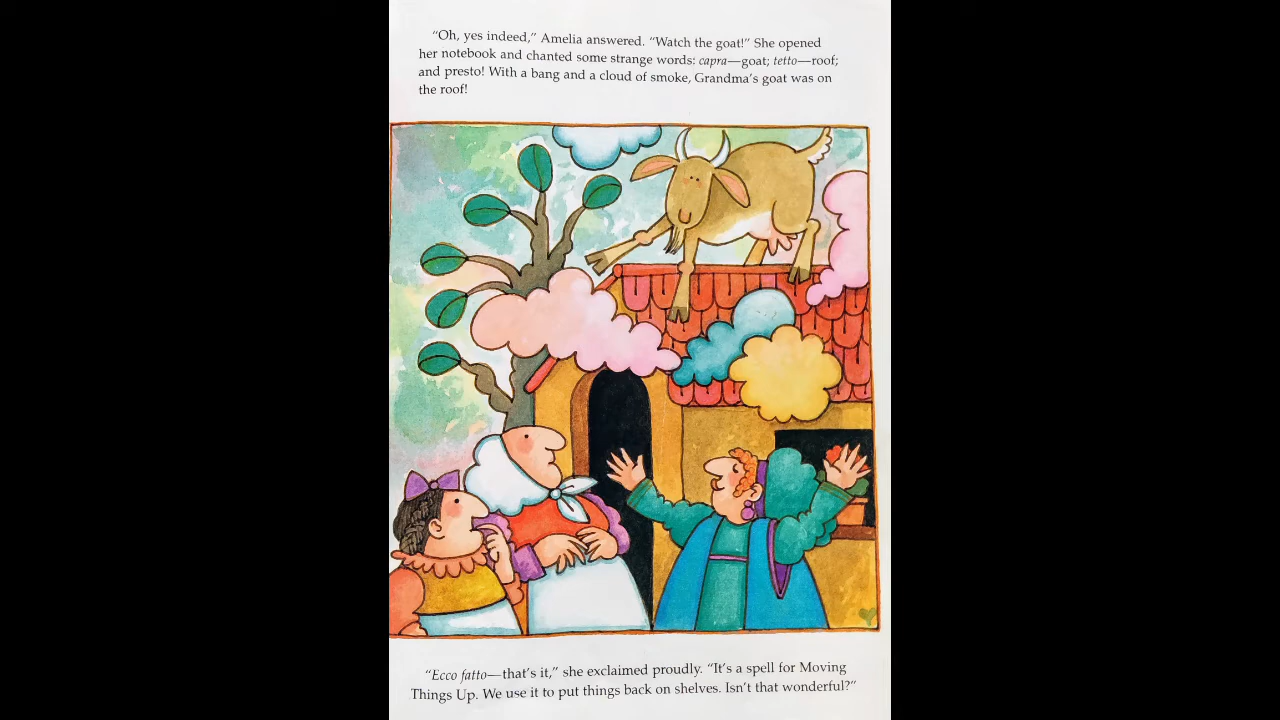 “Oh, yes indeed,” Amelia answered. “Watch the goat!” She opened
her notebook and chanted some strange words: capra—goat; tetto—roof;
and presto! With a bang and a cloud of smoke, Grandma’s goat was on
the roof!
“Ecco fatto—that’s it,” she exclaimed proudly. “It’s a spell for Moving
Things Up. We use it to put things back on shelves. Isn’t that wonderful?”